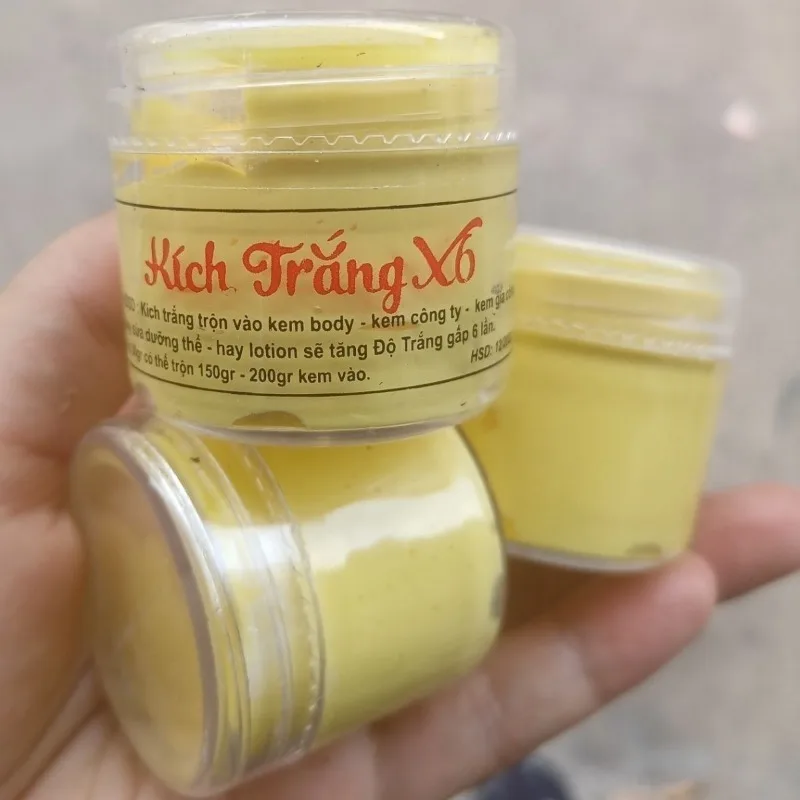 Kích Trắng X6
Kích trắng trộn vào kem body - kem công ty - kem gia
dưỡng thể - hay lotion sẽ tăng Độ Trắng gấp 6 lần.
có thể trộn 150gr - 200gr kem vào. HSD: